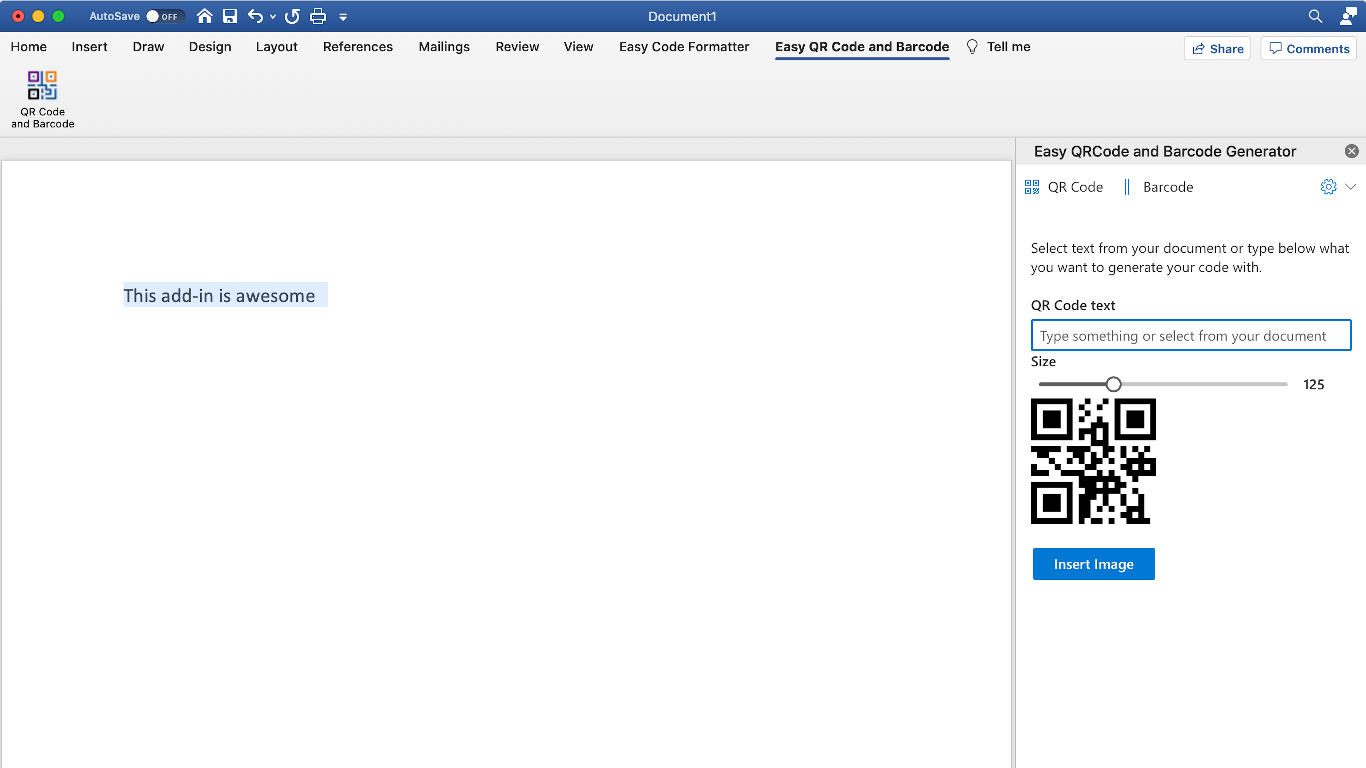 AutoSave OFF Document1
Home Insert Draw Design Layout References Mailings Review View Easy Code Formatter Easy QR Code and Barcode Tell me Share Comments
QR Code
and Barcode
Easy QRCode and Barcode Generator
QR Code Barcode
Select text from your document or type below what
you want to generate your code with.
This add-in is awesome
QR Code text
Type something or select from your document
Size
125
Insert Image